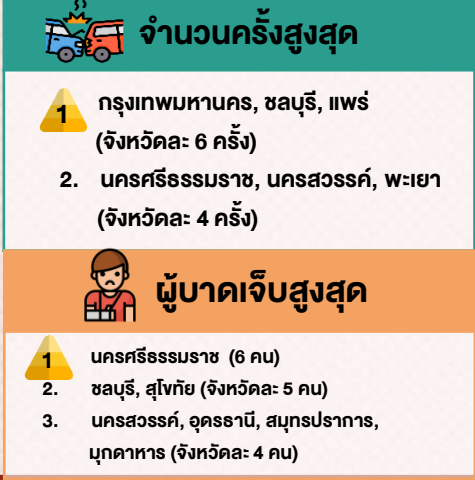 จำนวนครั้งสูงสุด
1 กรุงเทพมหานคร, ชลบุรี, แพร่
(จังหวัดละ 6 ครั้ง)
2. นครศรีธรรมราช, นครสวรรค์, พะเยา
(จังหวัดละ 4 ครั้ง)
ผู้บาดเจ็บสูงสุด
1 นครศรีธรรมราช (6 คน)
2. ชลบุรี, สุโขทัย (จังหวัดละ 5 คน)
3. นครสวรรค์, อุดรธานี, สมุทรปราการ,
มุกดาหาร (จังหวัดละ 4 คน)